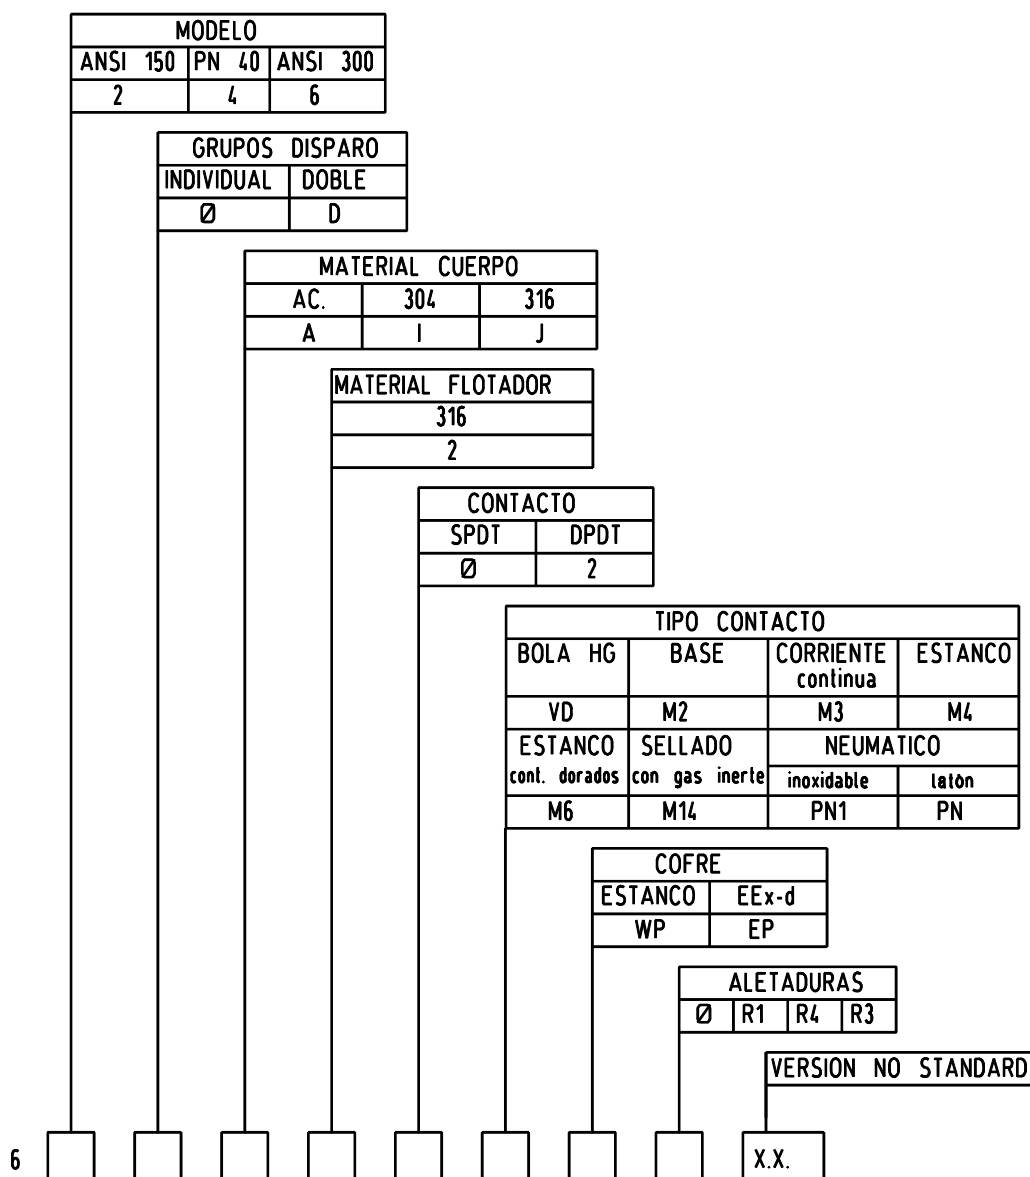 MODELO
ANSI 150 PN 40 ANSI 300
2 4 6
GRUPOS DISPARO
INDIVIDUAL DOBLE
Ø D
MATERIAL CUERPO
AC. 304 316
A I J
MATERIAL FLOTADOR
316
2
CONTACTO
SPDT DPDT
Ø 2
TIPO CONTACTO
BOLA HG BASE CORRIENTE ESTANCO
continua
VD M2 M3 M4
ESTANCO SELLADO NEUMATICO
cont. dorados con gas inerte inoxidable latòn
M6 M14 PN1 PN
COFRE
ESTANCO EEx-d
WP EP
ALETADURAS
Ø R1 R4 R3
VERSION NO STANDARD
6 X.X.